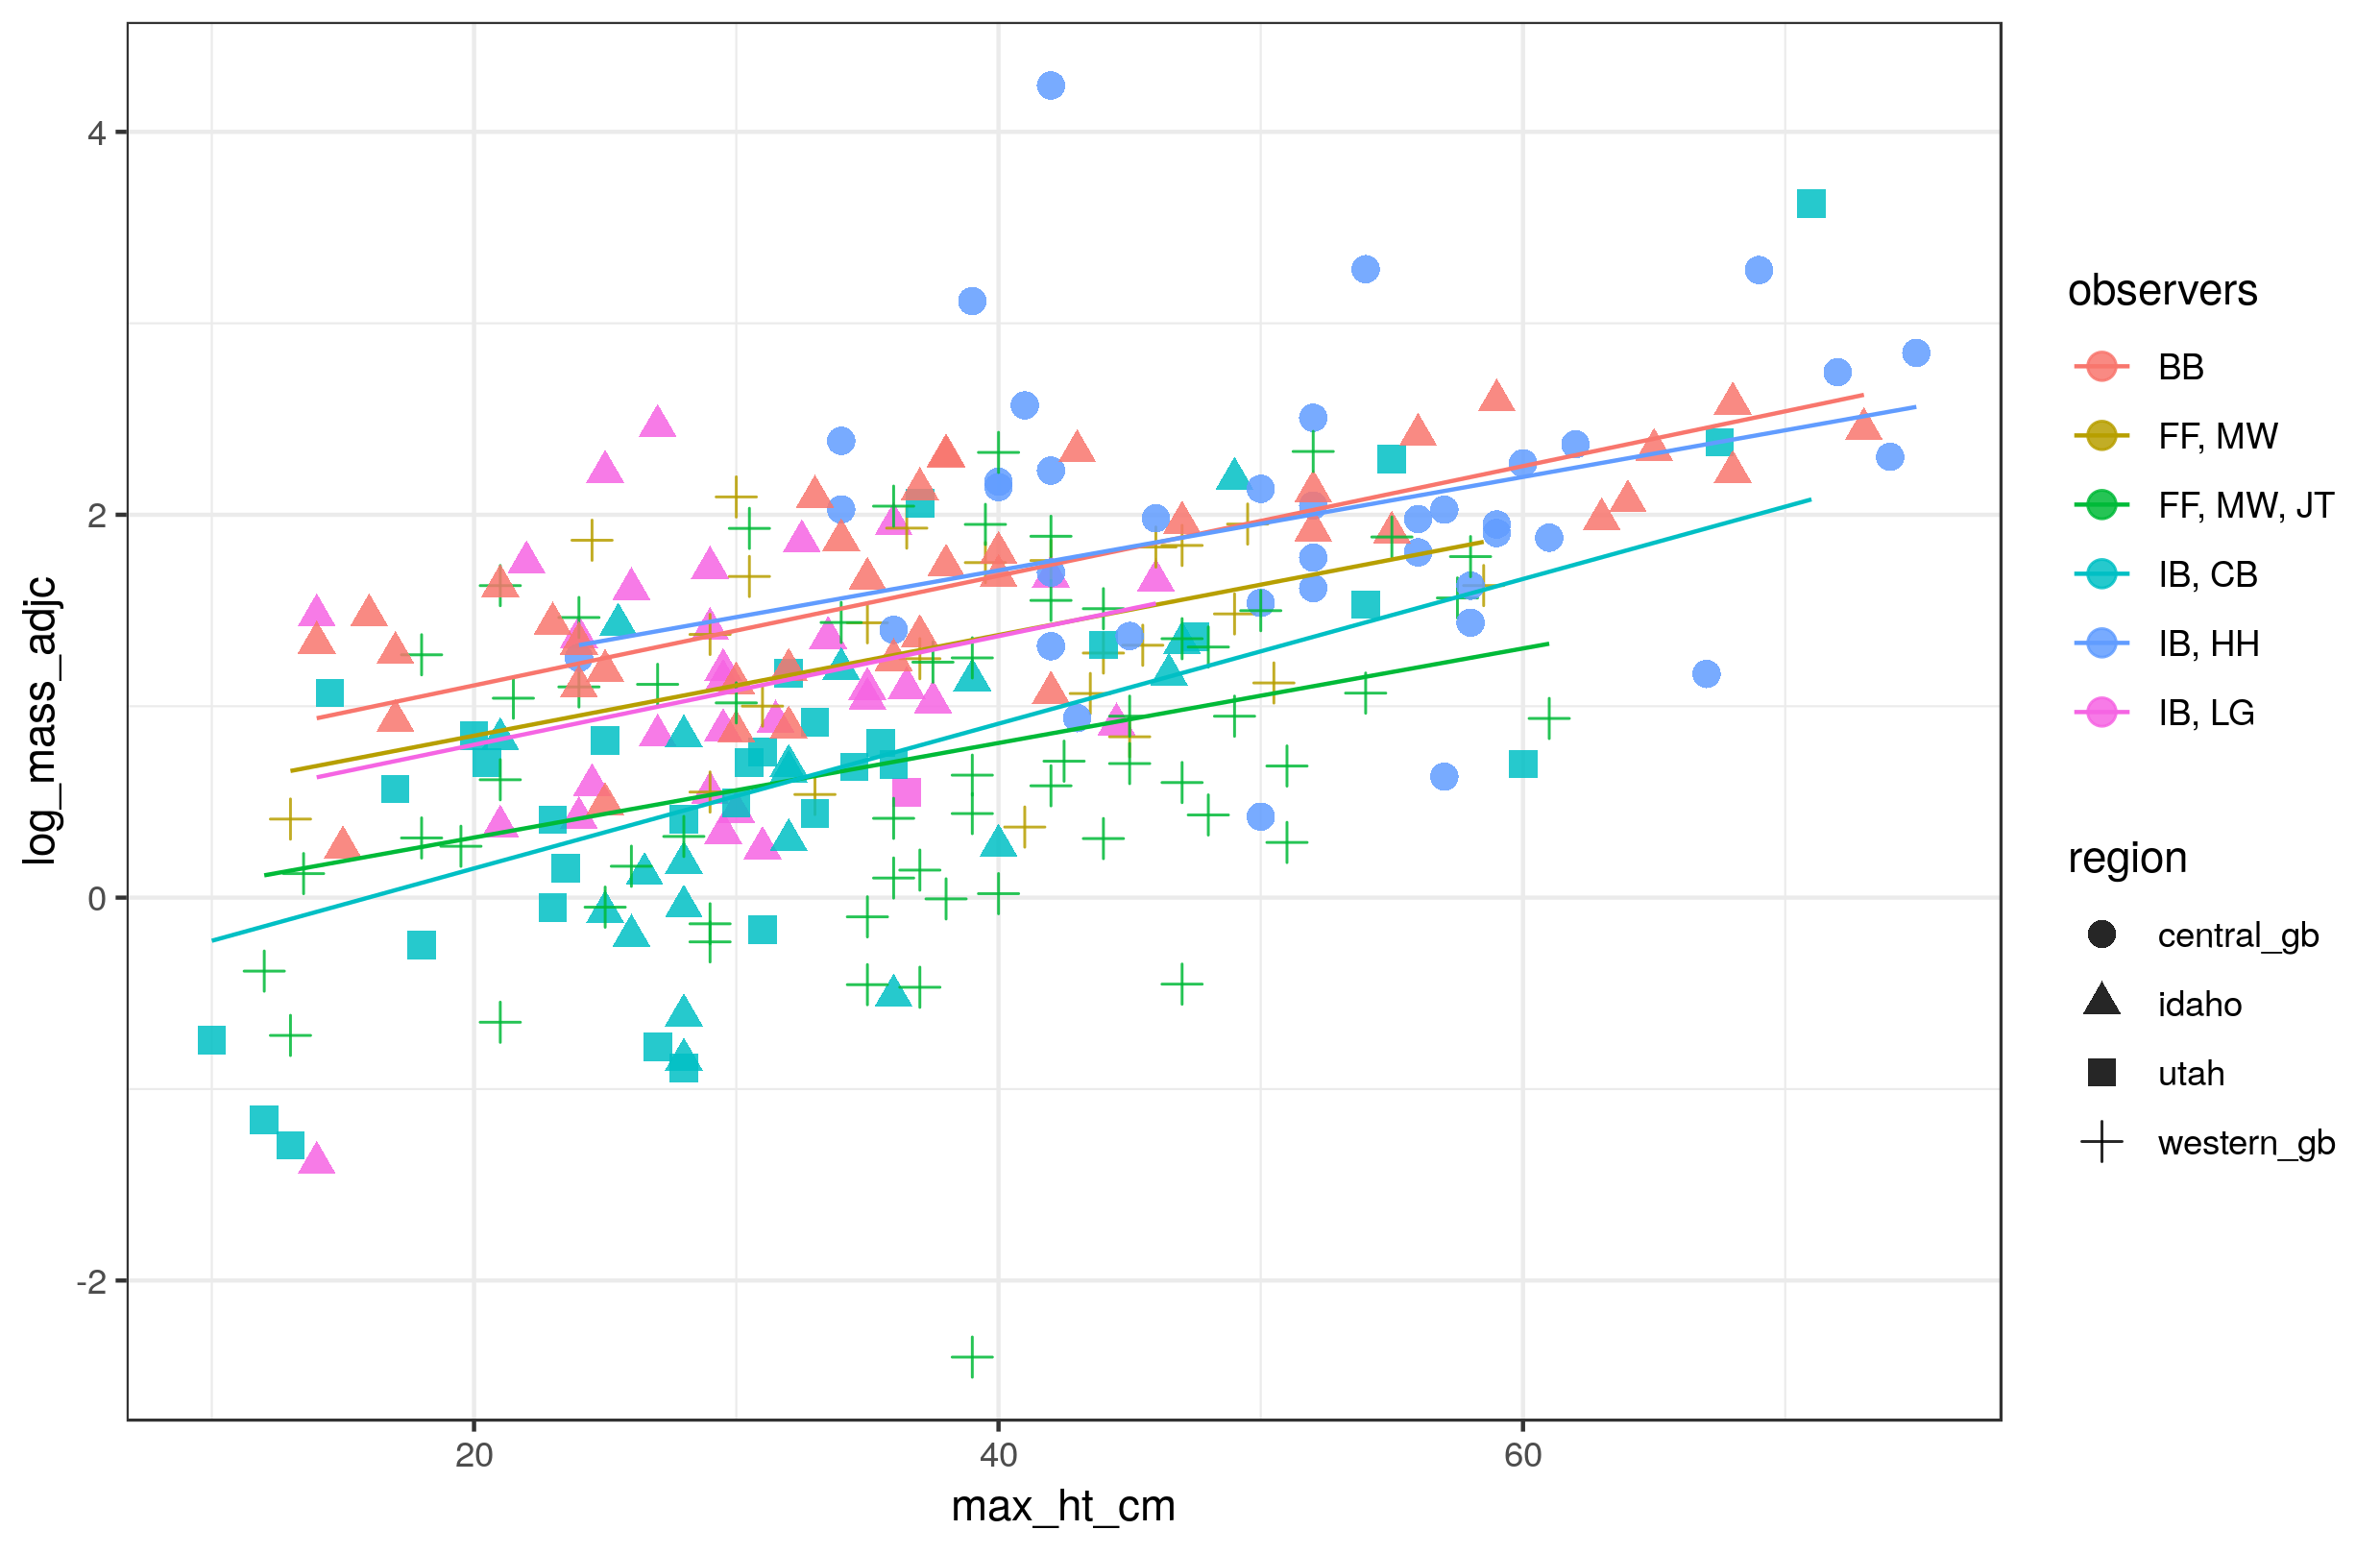 4
2
0
-2
20
40
60
log_mass_adjc
max_ht_cm
observers
BB
FF, MW
FF, MW, JT
IB, CB
IB, HH
IB, LG
region
central_gb
idaho
utah
western_gb